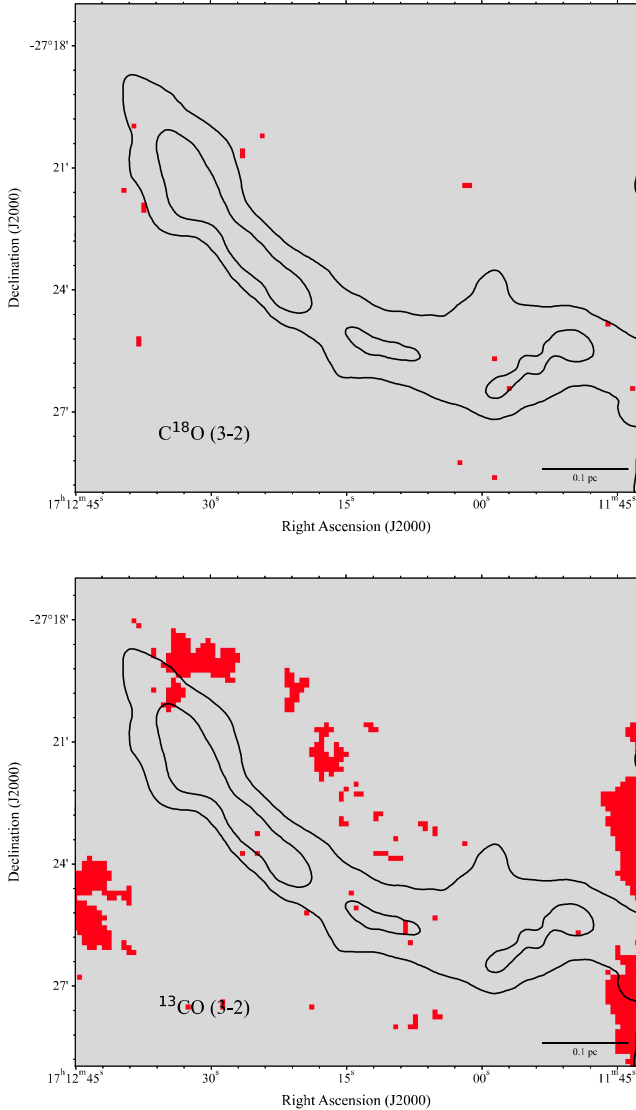 -27°18'
21'
24'
27'
Declination (J2000)
C¹⁸O (3-2)
0.1 pc
17ʰ12ᵐ45ˢ
30ˢ
15ˢ
00ˢ
11ᵐ45ˢ
Right Ascension (J2000)
-27°18'
21'
24'
27'
Declination (J2000)
¹³CO (3-2)
0.1 pc
17ʰ12ᵐ45ˢ
30ˢ
15ˢ
00ˢ
11ᵐ45ˢ
Right Ascension (J2000)